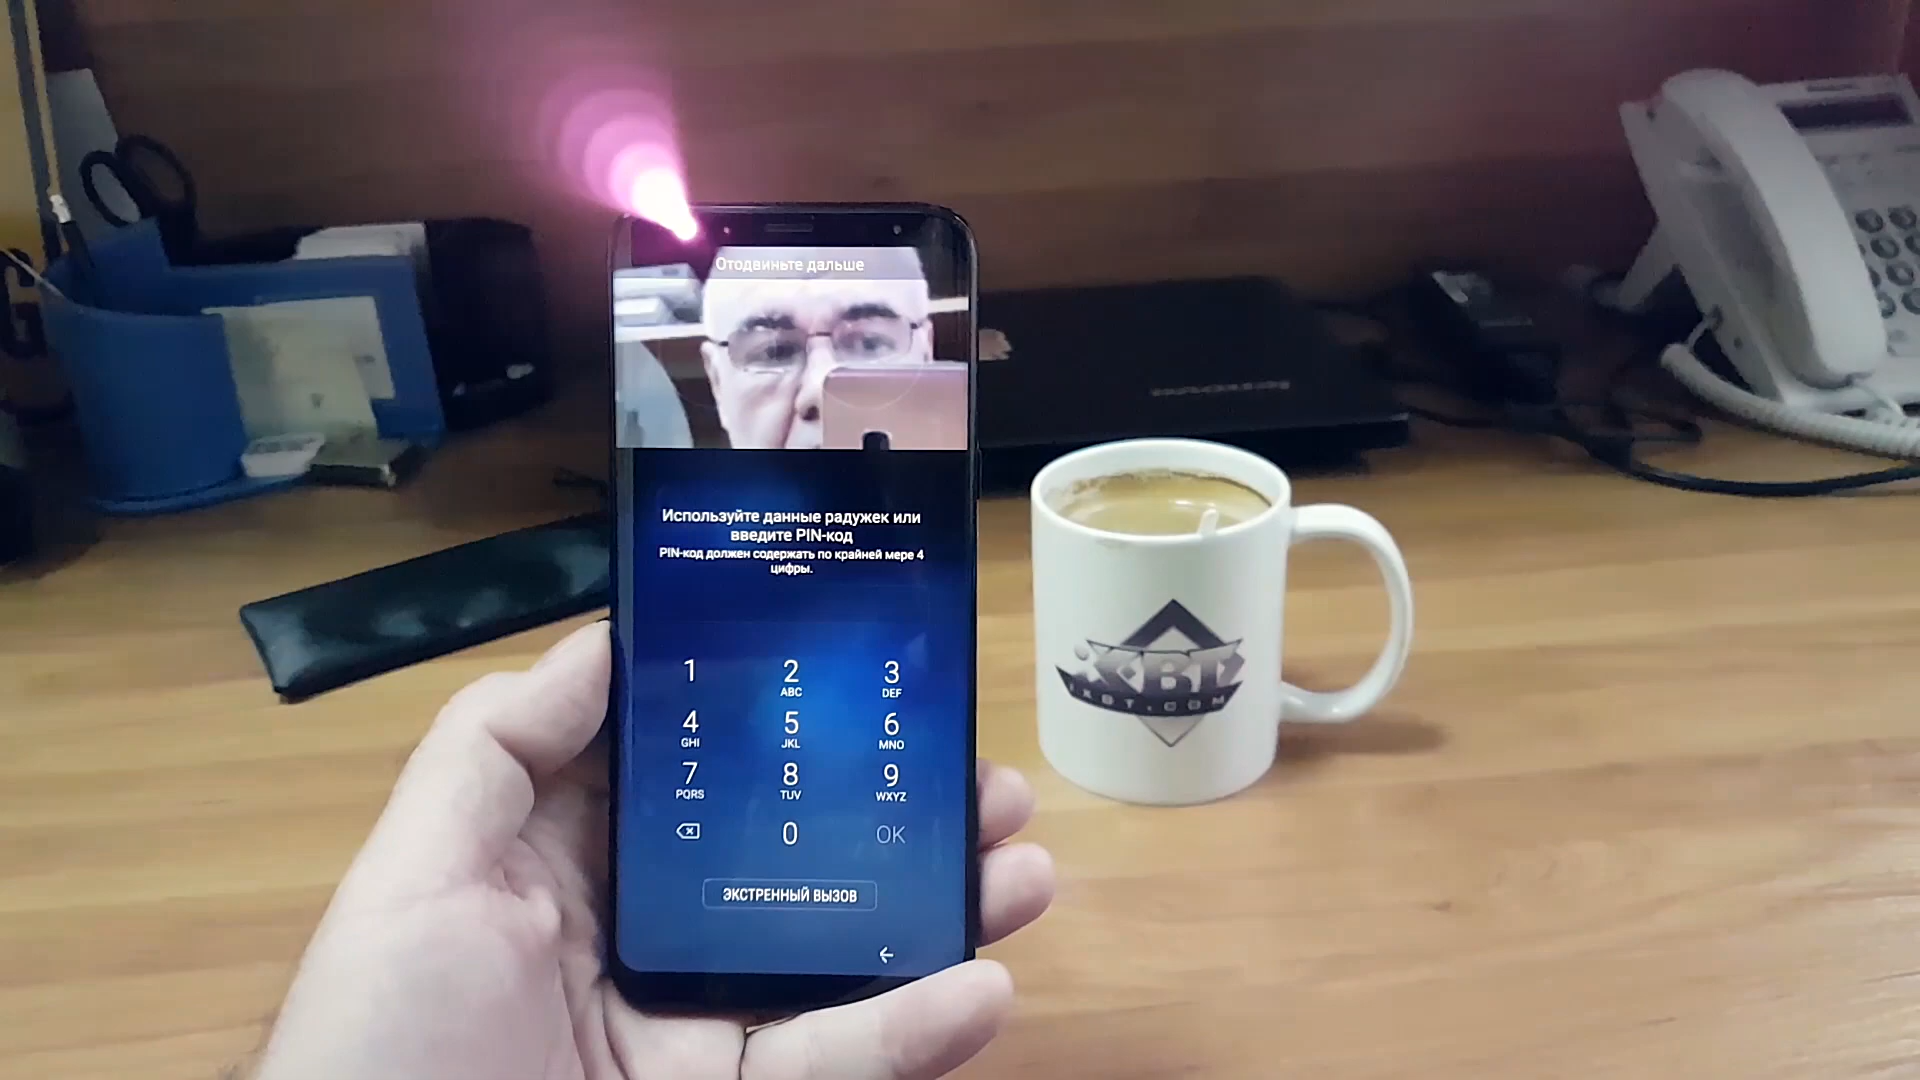 Отодвиньте дальше
Используйте данные радужек или
введите PIN-код
PIN-код должен содержать по крайней мере 4
цифры.
1
2
ABC
3
DEF
4
GHI
5
JKL
6
MNO
7
PQRS
8
TUV
9
WXYZ
0
OK
ЭКСТРЕННЫЙ ВЫЗОВ
iXBT
IXBT.COM